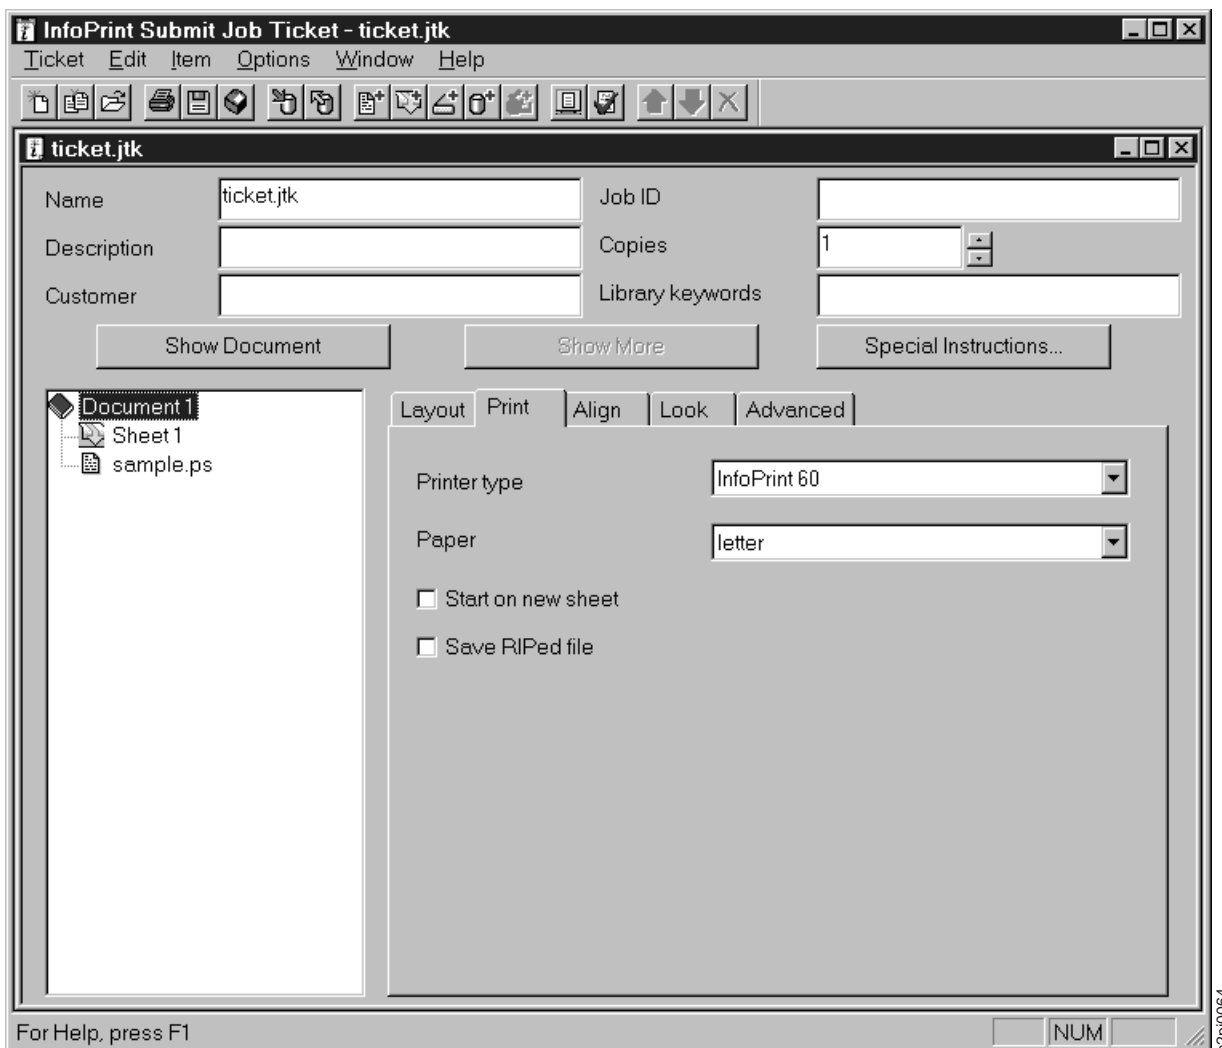 InfoPrint Submit Job Ticket - ticket.jtk
Ticket Edit Item Options Window Help
ticket.jtk
Name ticket.jtk Job ID
Description Copies 1
Customer Library keywords
Show Document Show More Special Instructions...
Document 1
Sheet 1
sample.ps
Layout Print Align Look Advanced
Printer type InfoPrint 60
Paper letter
Start on new sheet
Save RIPed file
For Help, press F1 NUM